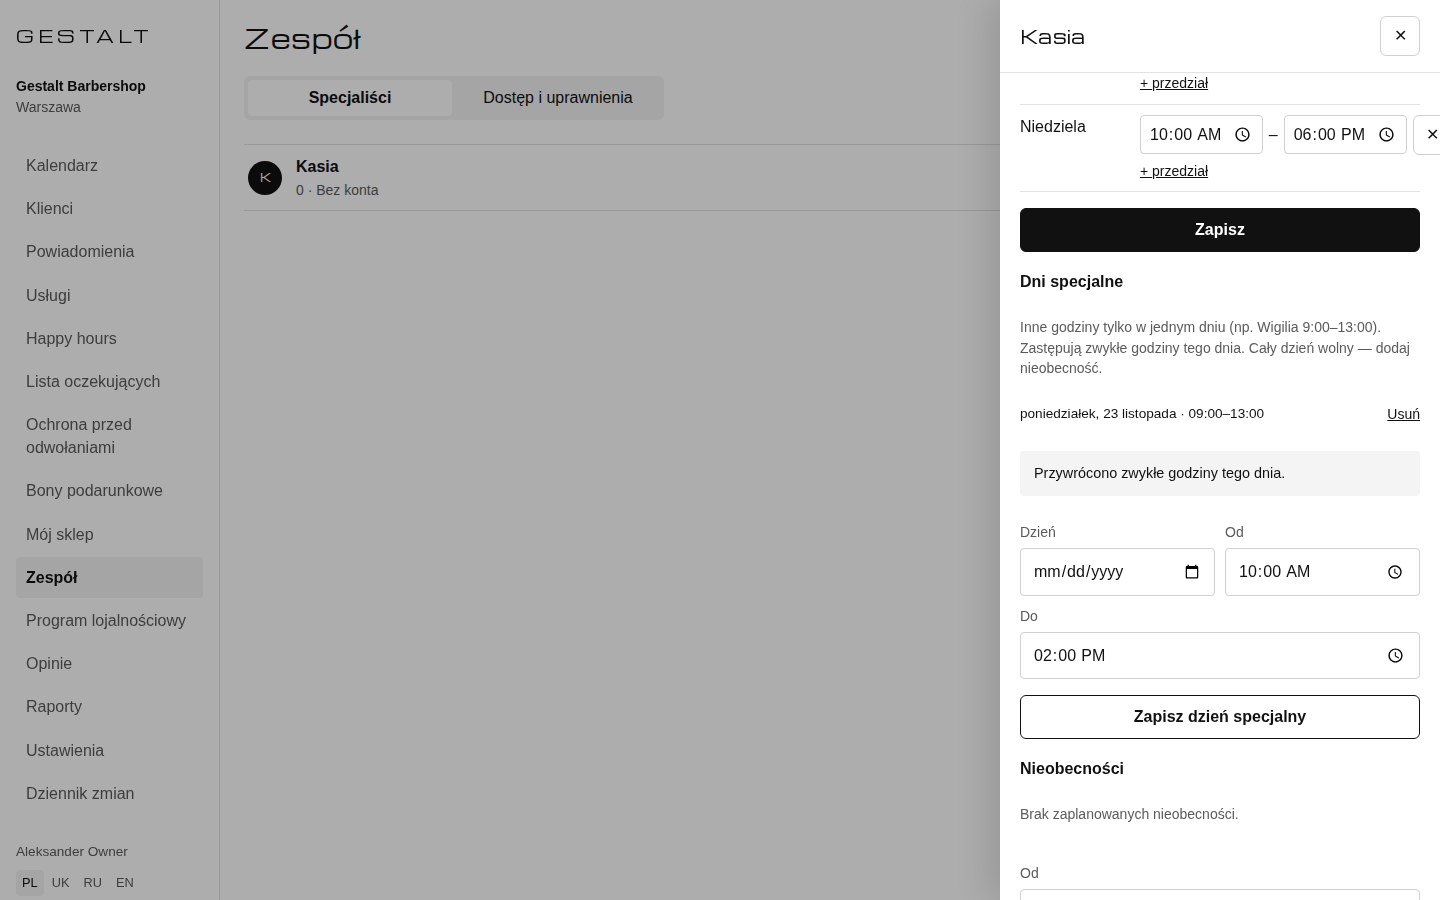 GESTALT
Gestalt Barbershop
Warszawa
Kalendarz
Klienci
Powiadomienia
Usługi
Happy hours
Lista oczekujących
Ochrona przed
odwołaniami
Bony podarunkowe
Mój sklep
Zespół
Program lojalnościowy
Opinie
Raporty
Ustawienia
Dziennik zmian
Aleksander Owner
PL UK RU EN
Zespół
Specjaliści Dostęp i uprawnienia
K
Kasia
0 · Bez konta
Kasia ✕
+ przedział
Niedziela 10:00 AM – 06:00 PM ✕
+ przedział
Zapisz
Dni specjalne
Inne godziny tylko w jednym dniu (np. Wigilia 9:00–13:00).
Zastępują zwykłe godziny tego dnia. Cały dzień wolny — dodaj
nieobecność.
poniedziałek, 23 listopada · 09:00–13:00 Usuń
Przywrócono zwykłe godziny tego dnia.
Dzień Od
mm/dd/yyyy 10:00 AM
Do
02:00 PM
Zapisz dzień specjalny
Nieobecności
Brak zaplanowanych nieobecności.
Od